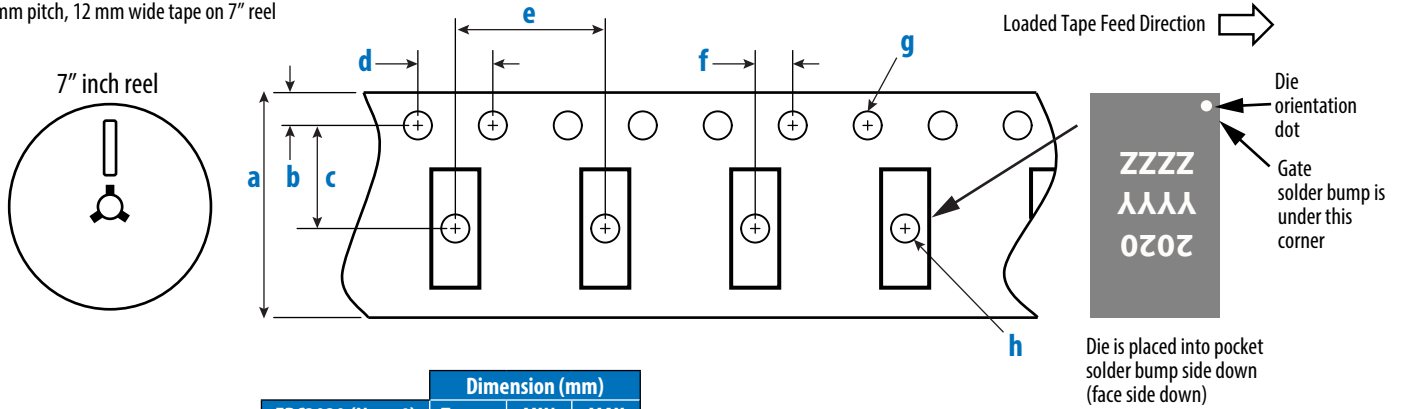 mm pitch, 12 mm wide tape on 7” reel
e
Loaded Tape Feed Direction
d
f
g
7” inch reel
Die
orientation
dot
a
b
c
ZZZZ
YYYY
2020
Gate
solder bump is
under this
corner
h
Die is placed into pocket
solder bump side down
(face side down)
Dimension (mm)